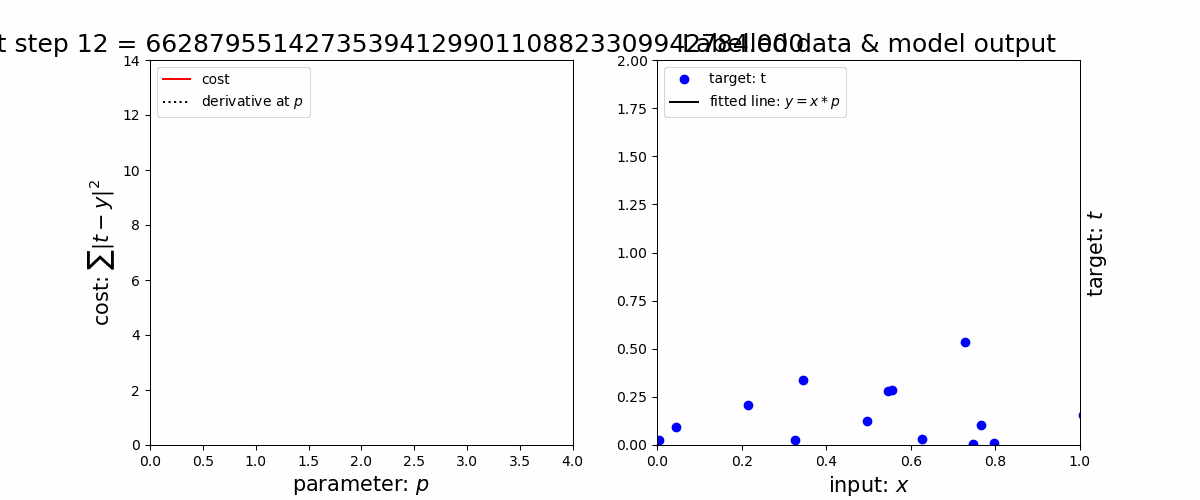 t step 12 = 66287955142735394129901108823309942784.000
Labelled data & model output
cost
derivative at p
14
12
10
8
6
4
2
0
cost: ∑|t − y|²
0.0 0.5 1.0 1.5 2.0 2.5 3.0 3.5 4.0
parameter: p
target: t
fitted line: y = x * p
2.00
1.75
1.50
1.25
1.00
0.75
0.50
0.25
0.00
0.0 0.2 0.4 0.6 0.8 1.0
input: x
target: t